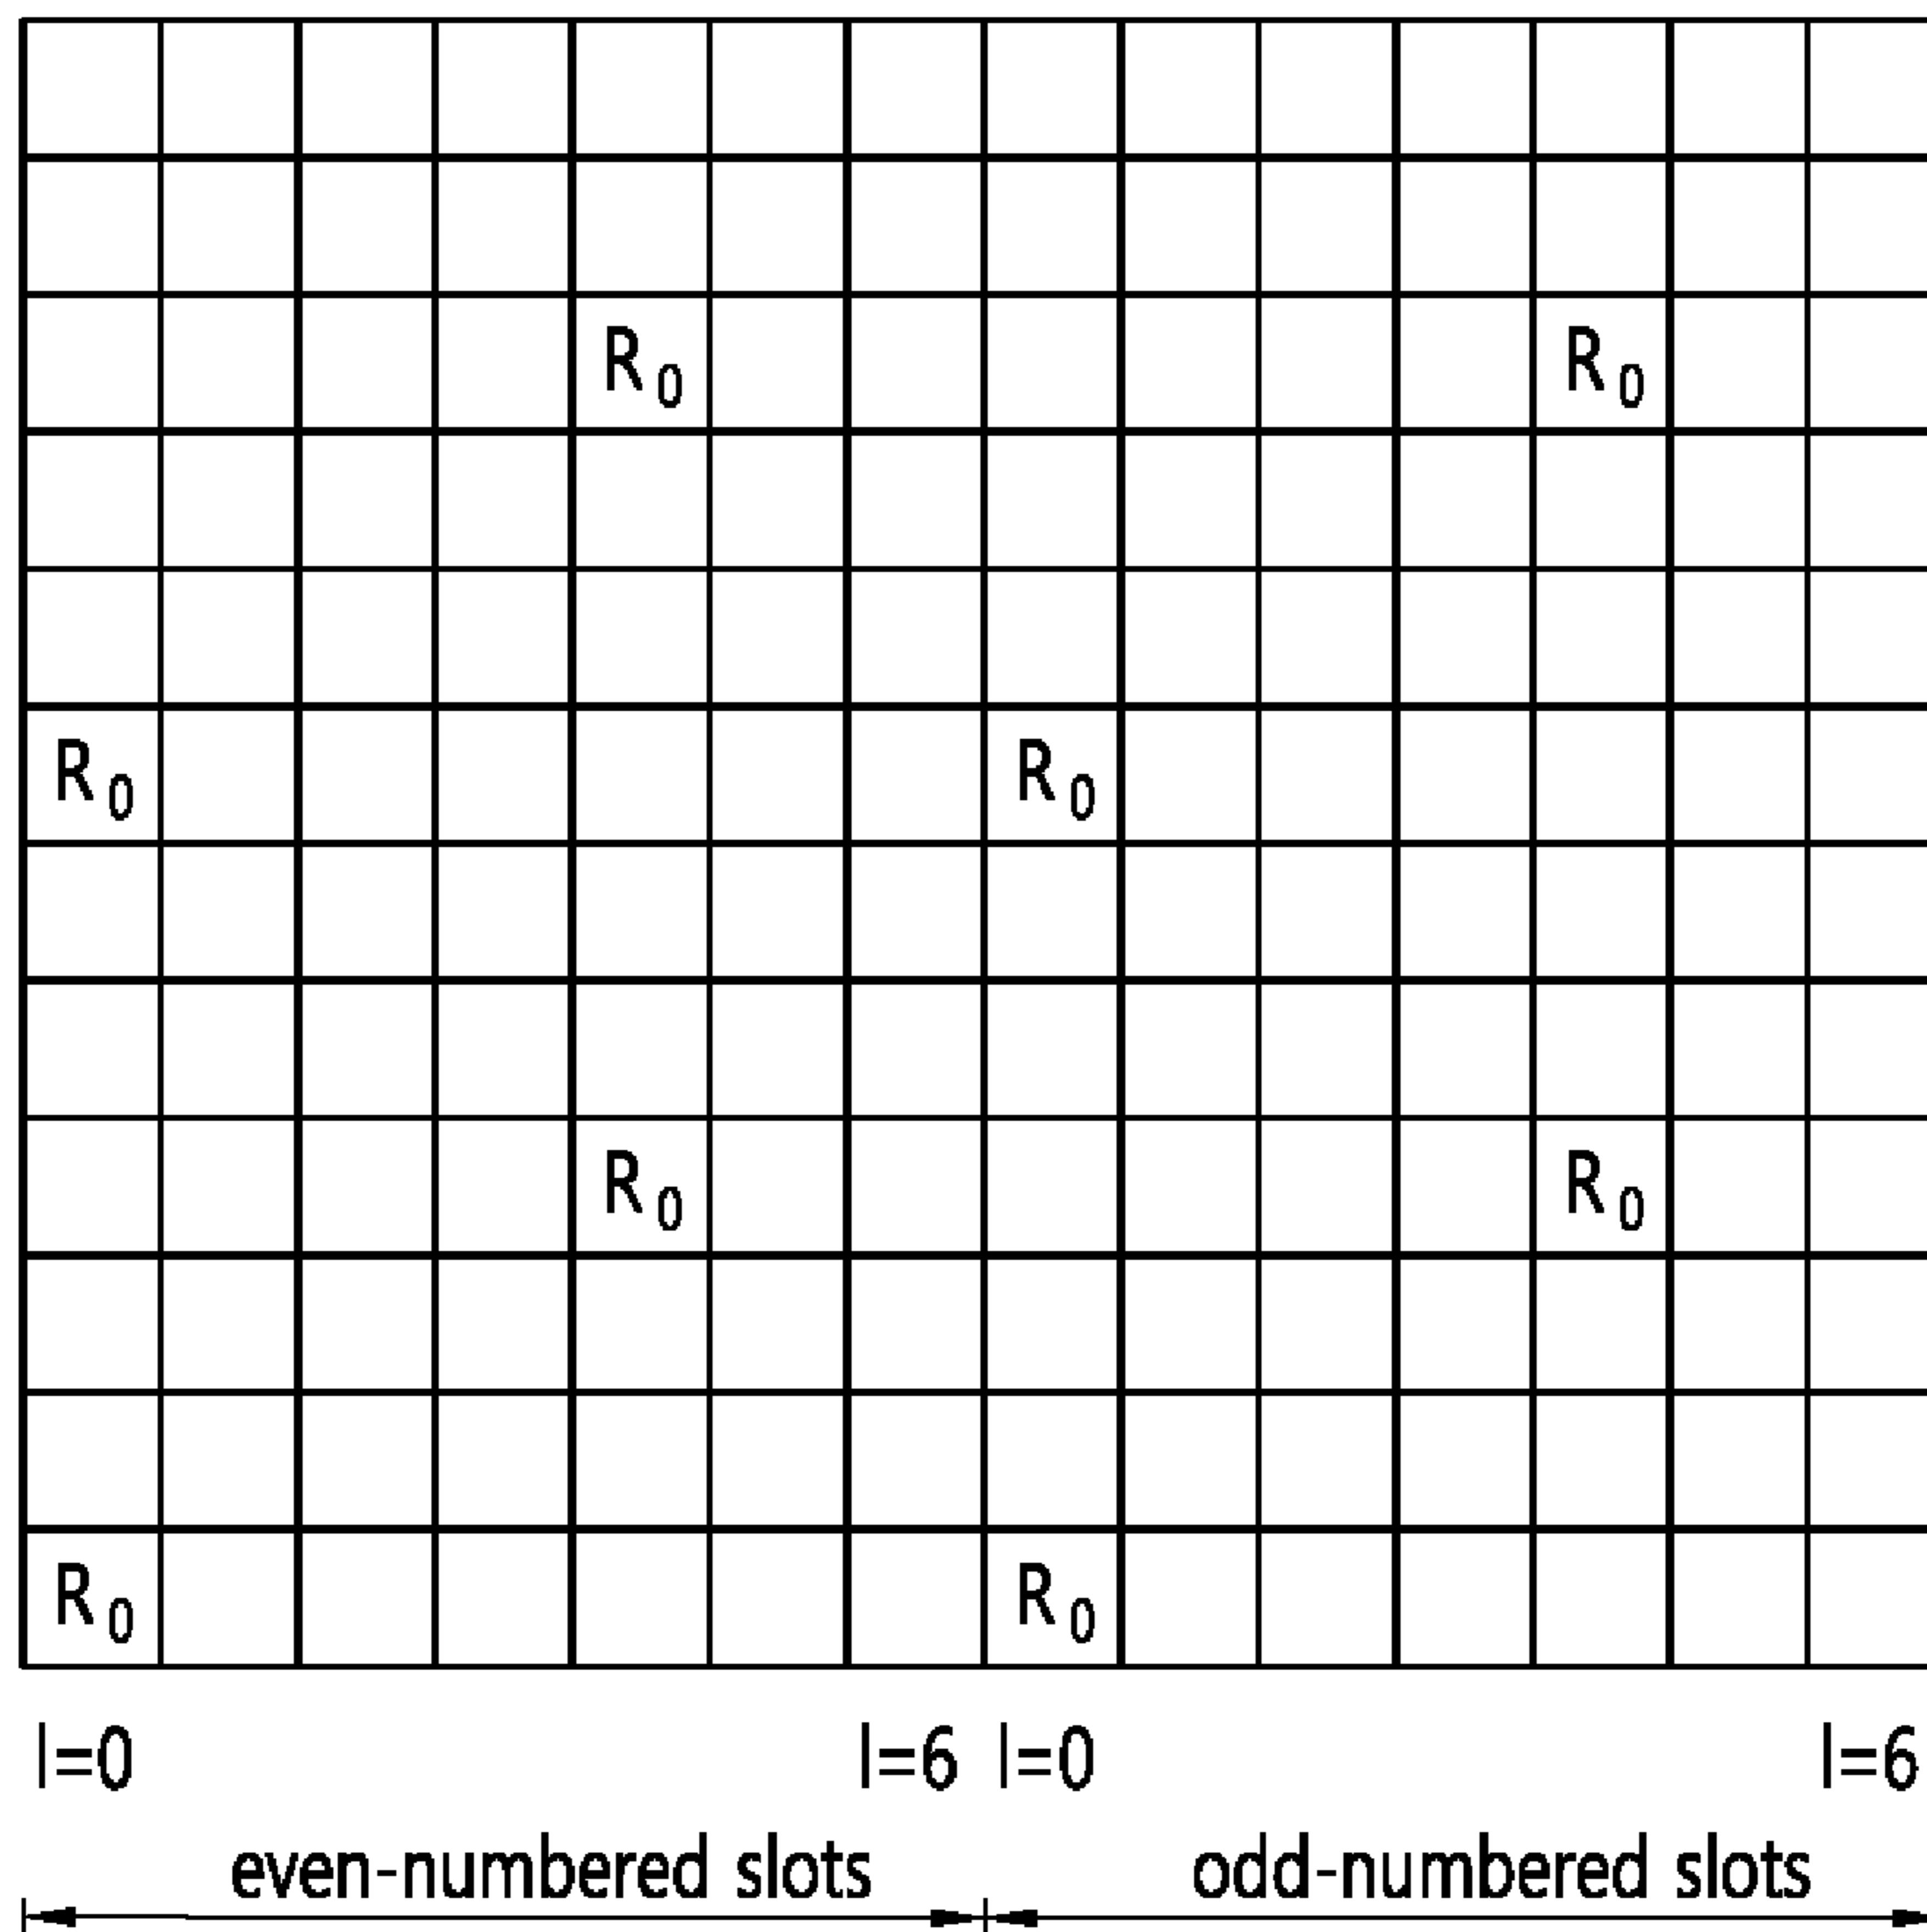 R0 R0
R0 R0
R0 R0
R0 R0
l=0 l=6 l=0 l=6
even-numbered slots odd-numbered slots